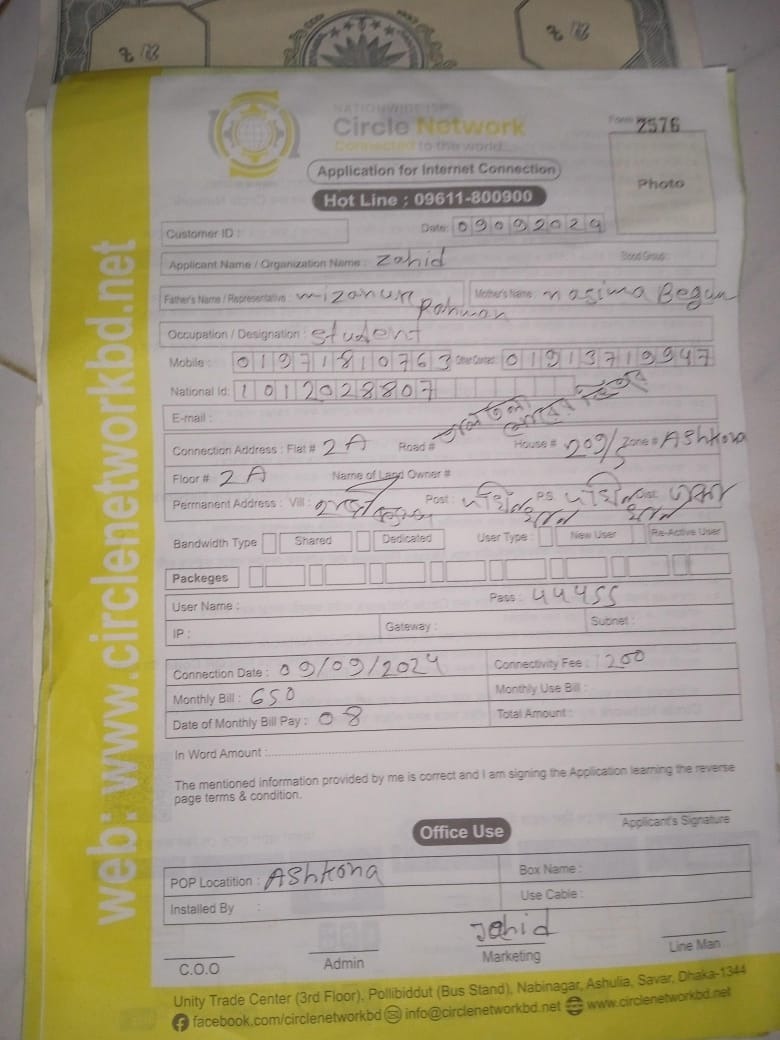 NATIONWIDE ISP
Circle Network
Connected to the world
Form 2576
Application for Internet Connection
Photo
Hot Line : 09611-800900
Customer ID :
Date: 09092024
Applicant Name / Organization Name : Zahid Blood Group :
Father's Name / Representative : mizanur Rahman Mother's Name : nasima Begum
Occupation / Designation : Student
Mobile : 01971810763 Other Contact : 01913719947
National Id: 1012028807
E-mail :
Connection Address : Flat # 2A Road # House # 209/5 Zone # AShkona
Floor # 2A Name of Land Owner #
Permanent Address : Vill : Post : P.S. Dist.
Bandwidth Type Shared Dedicated User Type : New User Re-Active User
Packeges
User Name : Pass : 44455
IP : Gateway : Subnet :
Connection Date : 09/09/2024 Connectivity Fee : 1200
Monthly Bill : 650 Monthly Use Bill :
Date of Monthly Bill Pay : 08 Total Amount :
In Word Amount :
The mentioned information provided by me is correct and I am signing the Application learning the reverse
page terms & condition.
Applicant's Signature
Office Use
POP Locatition : AShkona Box Name :
Installed By : Use Cable :
Jahid
C.O.O Admin Marketing Line Man
Unity Trade Center (3rd Floor), Pollibiddut (Bus Stand), Nabinagar, Ashulia, Savar, Dhaka-1344
facebook.com/circlenetworkbd info@circlenetworkbd.net www.circlenetworkbd.net
web: www.circlenetworkbd.net